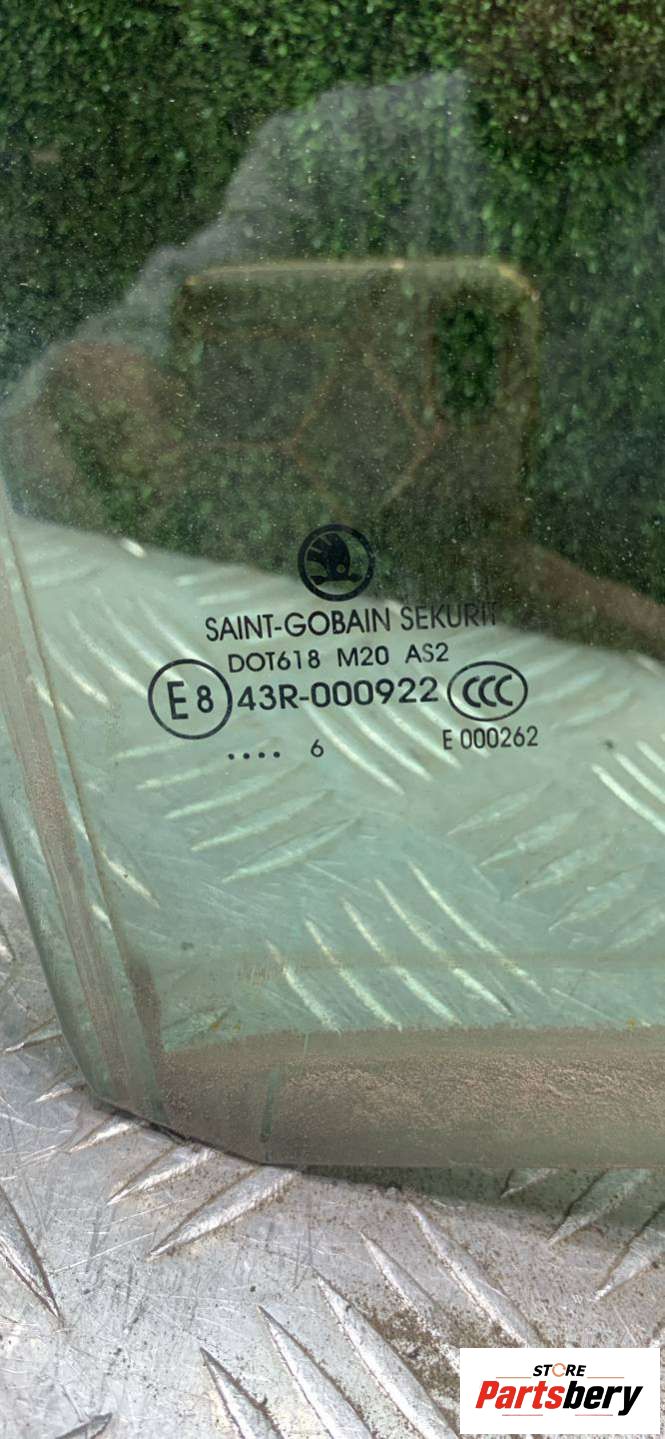 SAINT-GOBAIN SEKURIT
DOT618 M20 AS2
E8 43R-000922 CCC
.... 6 E 000262
STORE
Partsbery